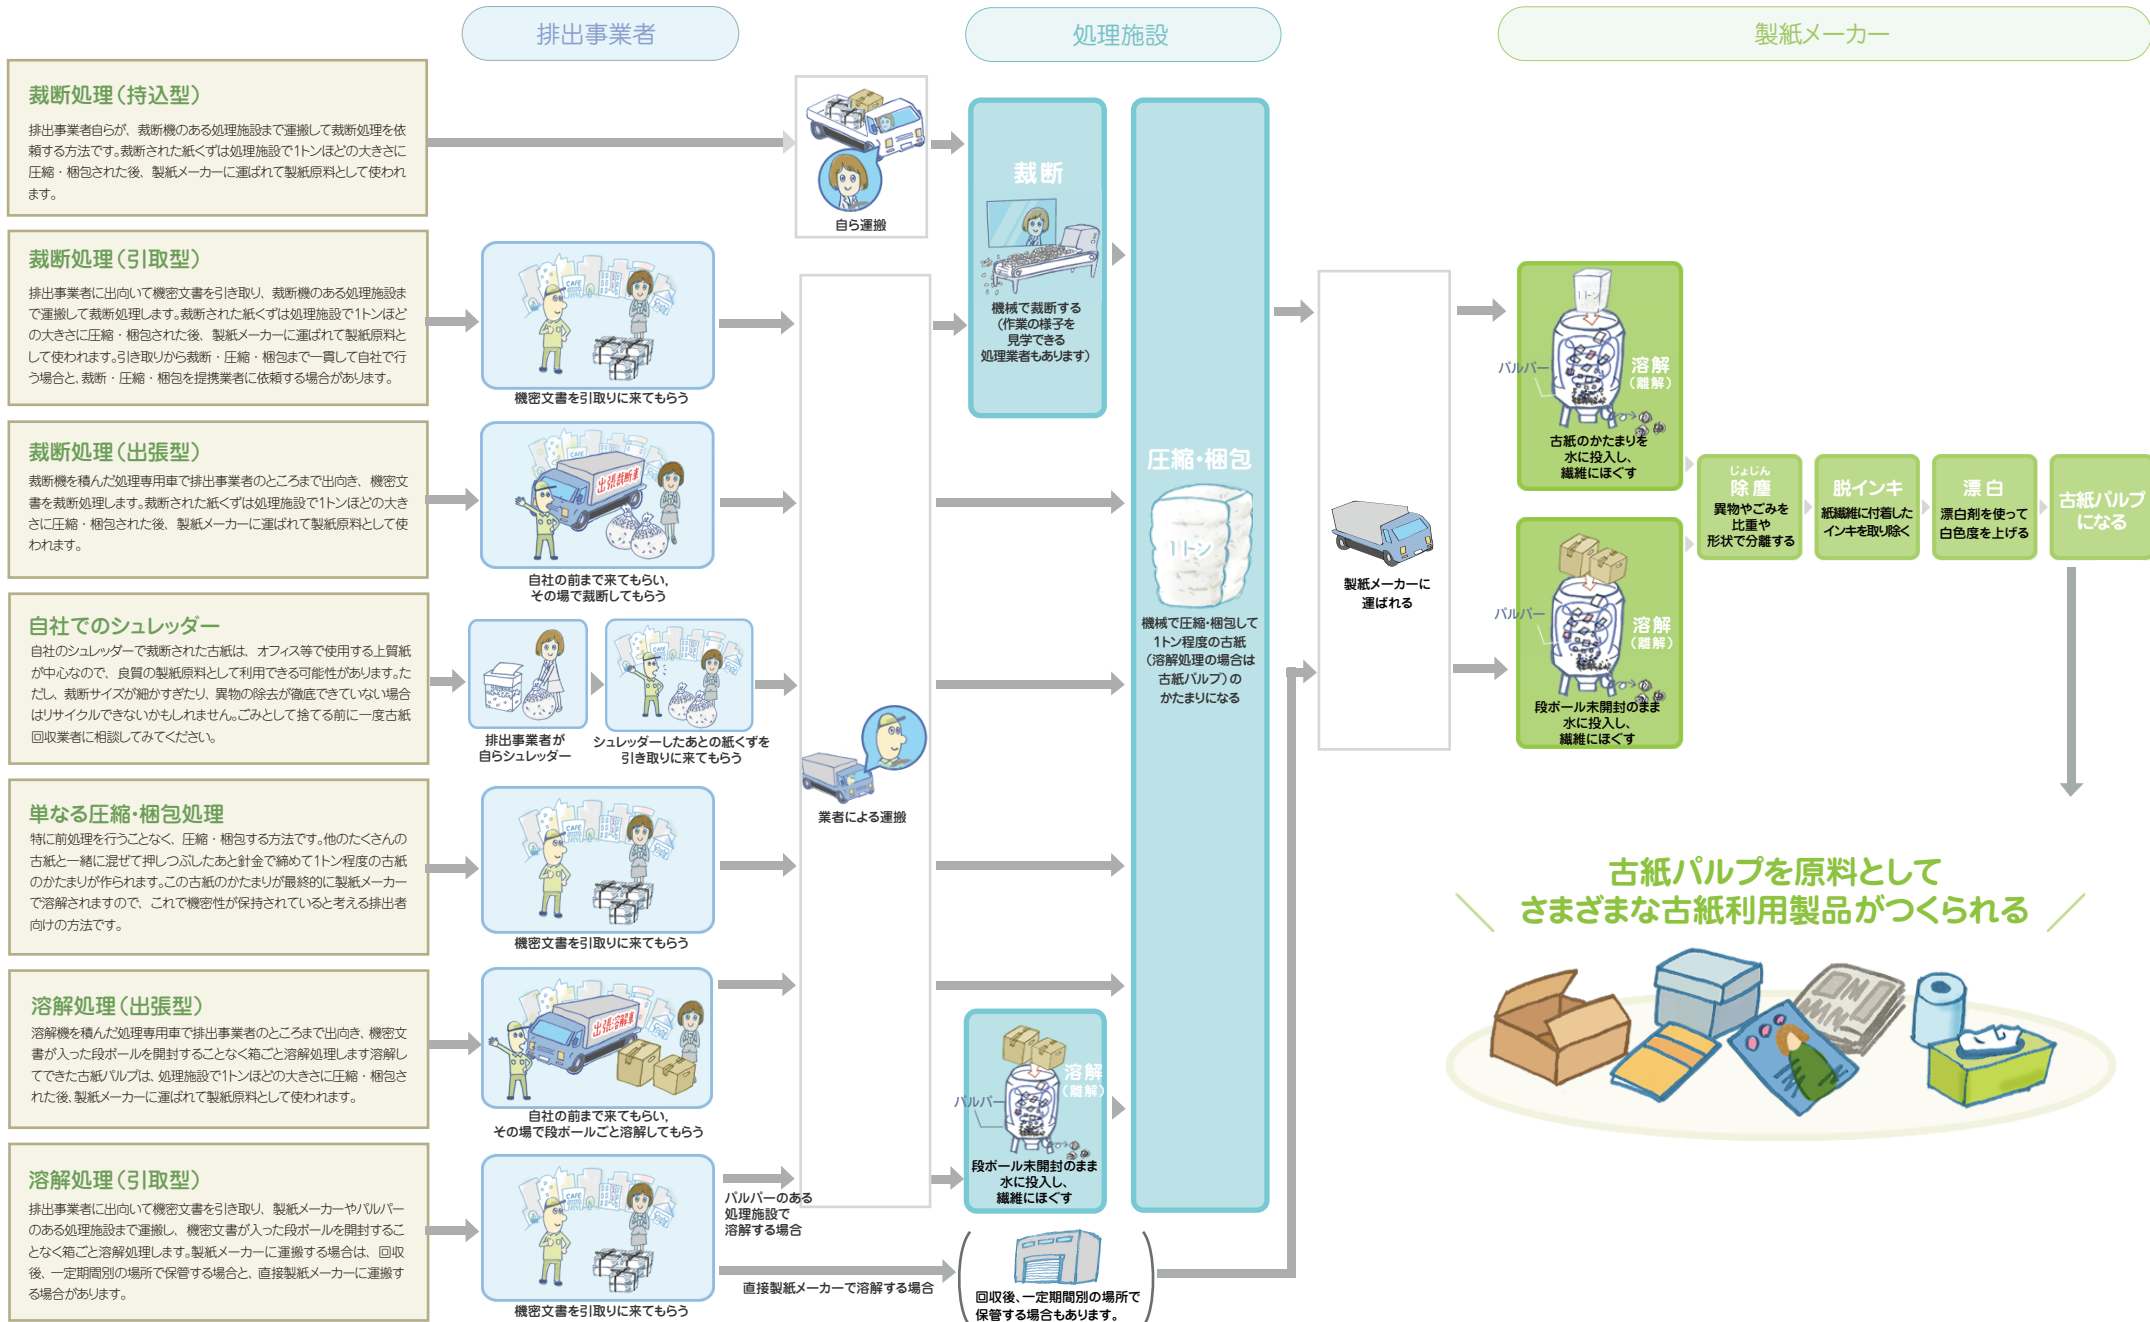 排出事業者
処理施設
製紙メーカー
裁断処理（持込型）
排出事業者自らが、裁断機のある処理施設まで運搬して裁断処理を依
頼する方法です。裁断された紙くずは処理施設で1トンほどの大きさに
圧縮・梱包された後、製紙メーカーに運ばれて製紙原料として使われ
ます。
自ら運搬
裁断処理（引取型）
排出事業者に出向いて機密文書を引き取り、裁断機のある処理施設ま
で運搬して裁断処理します。裁断された紙くずは処理施設で1トンほど
の大きさに圧縮・梱包された後、製紙メーカーに運ばれて製紙原料と
して使われます。引き取りから裁断・圧縮・梱包まで一貫して自社で行
う場合と、裁断・圧縮・梱包を提携業者に依頼する場合があります。
CAFE
機密文書を引取りに来てもらう
裁断処理（出張型）
裁断機を積んだ処理専用車で排出事業者のところまで出向き、機密文
書を裁断処理します。裁断された紙くずは処理施設で1トンほどの大き
さに圧縮・梱包された後、製紙メーカーに運ばれて製紙原料として使
われます。
出張裁断車
自社の前まで来てもらい,
その場で裁断してもらう
自社でのシュレッダー
自社のシュレッダーで裁断された古紙は、オフィス等で使用する上質紙
が中心なので、良質の製紙原料として利用できる可能性があります。た
だし、裁断サイズが細かすぎたり、異物の除去が徹底できていない場合
はリサイクルできないかもしれません。ごみとして捨てる前に一度古紙
回収業者に相談してみてください。
排出事業者が
自らシュレッダー
CAFE
シュレッダーしたあとの紙くずを
引き取りに来てもらう
単なる圧縮・梱包処理
特に前処理を行うことなく、圧縮・梱包する方法です。他のたくさんの
古紙と一緒に混ぜて押しつぶしたあと針金で締めて1トン程度の古紙
のかたまりが作られます。この古紙のかたまりが最終的に製紙メーカー
で溶解されますので、これで機密性が保持されていると考える排出者
向けの方法です。
CAFE
機密文書を引取りに来てもらう
溶解処理（出張型）
溶解機を積んだ処理専用車で排出事業者のところまで出向き、機密文
書が入った段ボールを開封することなく箱ごと溶解処理します溶解し
てできた古紙パルプは、処理施設で1トンほどの大きさに圧縮・梱包さ
れた後、製紙メーカーに運ばれて製紙原料として使われます。
出張溶解車
自社の前まで来てもらい,
その場で段ボールごと溶解してもらう
溶解処理（引取型）
排出事業者に出向いて機密文書を引き取り、製紙メーカーやパルパー
のある処理施設まで運搬し、機密文書が入った段ボールを開封するこ
となく箱ごと溶解処理します。製紙メーカーに運搬する場合は、回収
後、一定期間別の場所で保管する場合と、直接製紙メーカーに運搬す
る場合があります。
CAFE
機密文書を引取りに来てもらう
パルパーのある
処理施設で
溶解する場合
直接製紙メーカーで溶解する場合
業者による運搬
裁断
機械で裁断する
（作業の様子を
見学できる
処理業者もあります）
圧縮・梱包
1トン
機械で圧縮・梱包して
1トン程度の古紙
（溶解処理の場合は
古紙パルプ）の
かたまりになる
溶解
（離解）
パルパー
段ボール未開封のまま
水に投入し、
繊維にほぐす
回収後、一定期間別の場所で
保管する場合もあります。
製紙メーカーに
運ばれる
1トン
パルパー
溶解
（離解）
古紙のかたまりを
水に投入し、
繊維にほぐす
パルパー
溶解
（離解）
段ボール未開封のまま
水に投入し、
繊維にほぐす
じょじん
除塵
異物やごみを
比重や
形状で分離する
脱インキ
紙繊維に付着した
インキを取り除く
漂白
漂白剤を使って
白色度を上げる
古紙パルプ
になる
古紙パルプを原料として
さまざまな古紙利用製品がつくられる